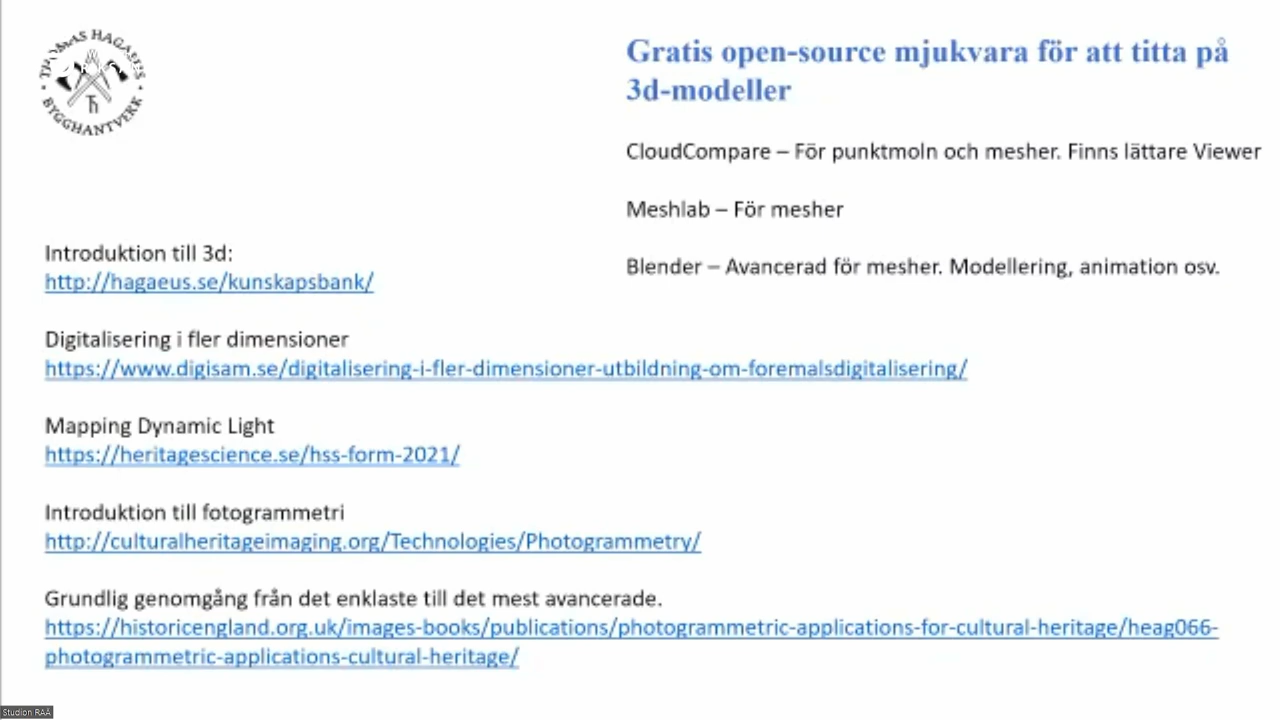 THOMAS HAGAEUS
BYGGHANTVERK
Gratis open-source mjukvara för att titta på
3d-modeller
CloudCompare – För punktmoln och mesher. Finns lättare Viewer
Meshlab – För mesher
Blender – Avancerad för mesher. Modellering, animation osv.
Introduktion till 3d:
http://hagaeus.se/kunskapsbank/
Digitalisering i fler dimensioner
https://www.digisam.se/digitalisering-i-fler-dimensioner-utbildning-om-foremalsdigitalisering/
Mapping Dynamic Light
https://heritagescience.se/hss-form-2021/
Introduktion till fotogrammetri
http://culturalheritageimaging.org/Technologies/Photogrammetry/
Grundlig genomgång från det enklaste till det mest avancerade.
https://historicengland.org.uk/images-books/publications/photogrammetric-applications-for-cultural-heritage/heag066-
photogrammetric-applications-cultural-heritage/
Studion RAÄ